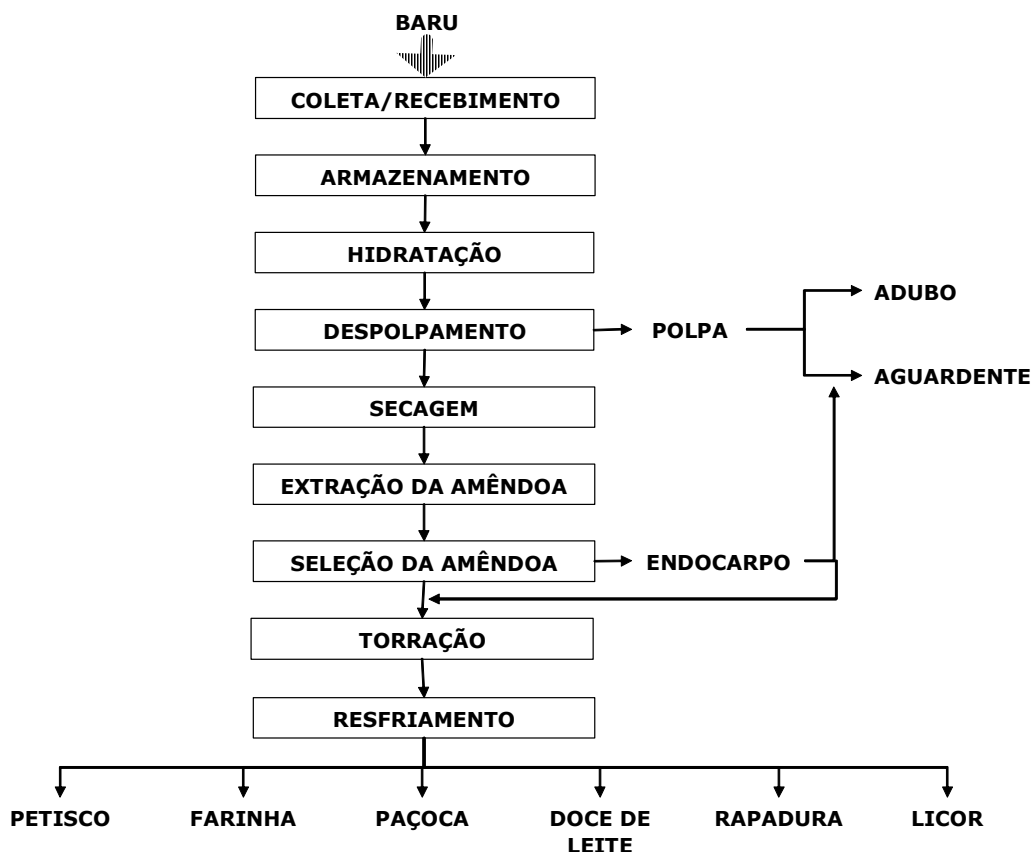 BARU
COLETA/RECEBIMENTO
ARMAZENAMENTO
HIDRATAÇÃO
ADUBO
DESPOLPAMENTO
POLPA
AGUARDENTE
SECAGEM
EXTRAÇÃO DA AMÊNDOA
SELEÇÃO DA AMÊNDOA
ENDOCARPO
TORRAÇÃO
RESFRIAMENTO
PETISCO
FARINHA
PAÇOCA
DOCE DE
LEITE
RAPADURA
LICOR